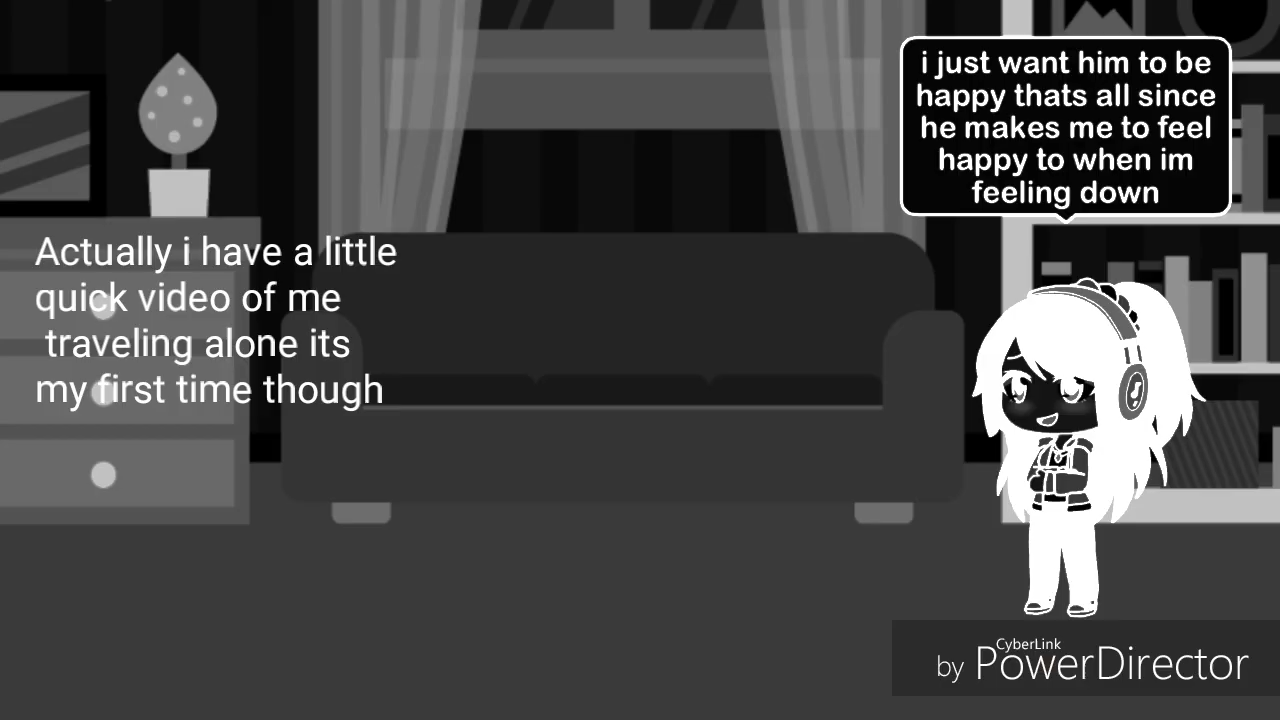 i just want him to be
happy thats all since
he makes me to feel
happy to when im
feeling down
Actually i have a little
quick video of me
traveling alone its
my first time though
CyberLink
by PowerDirector